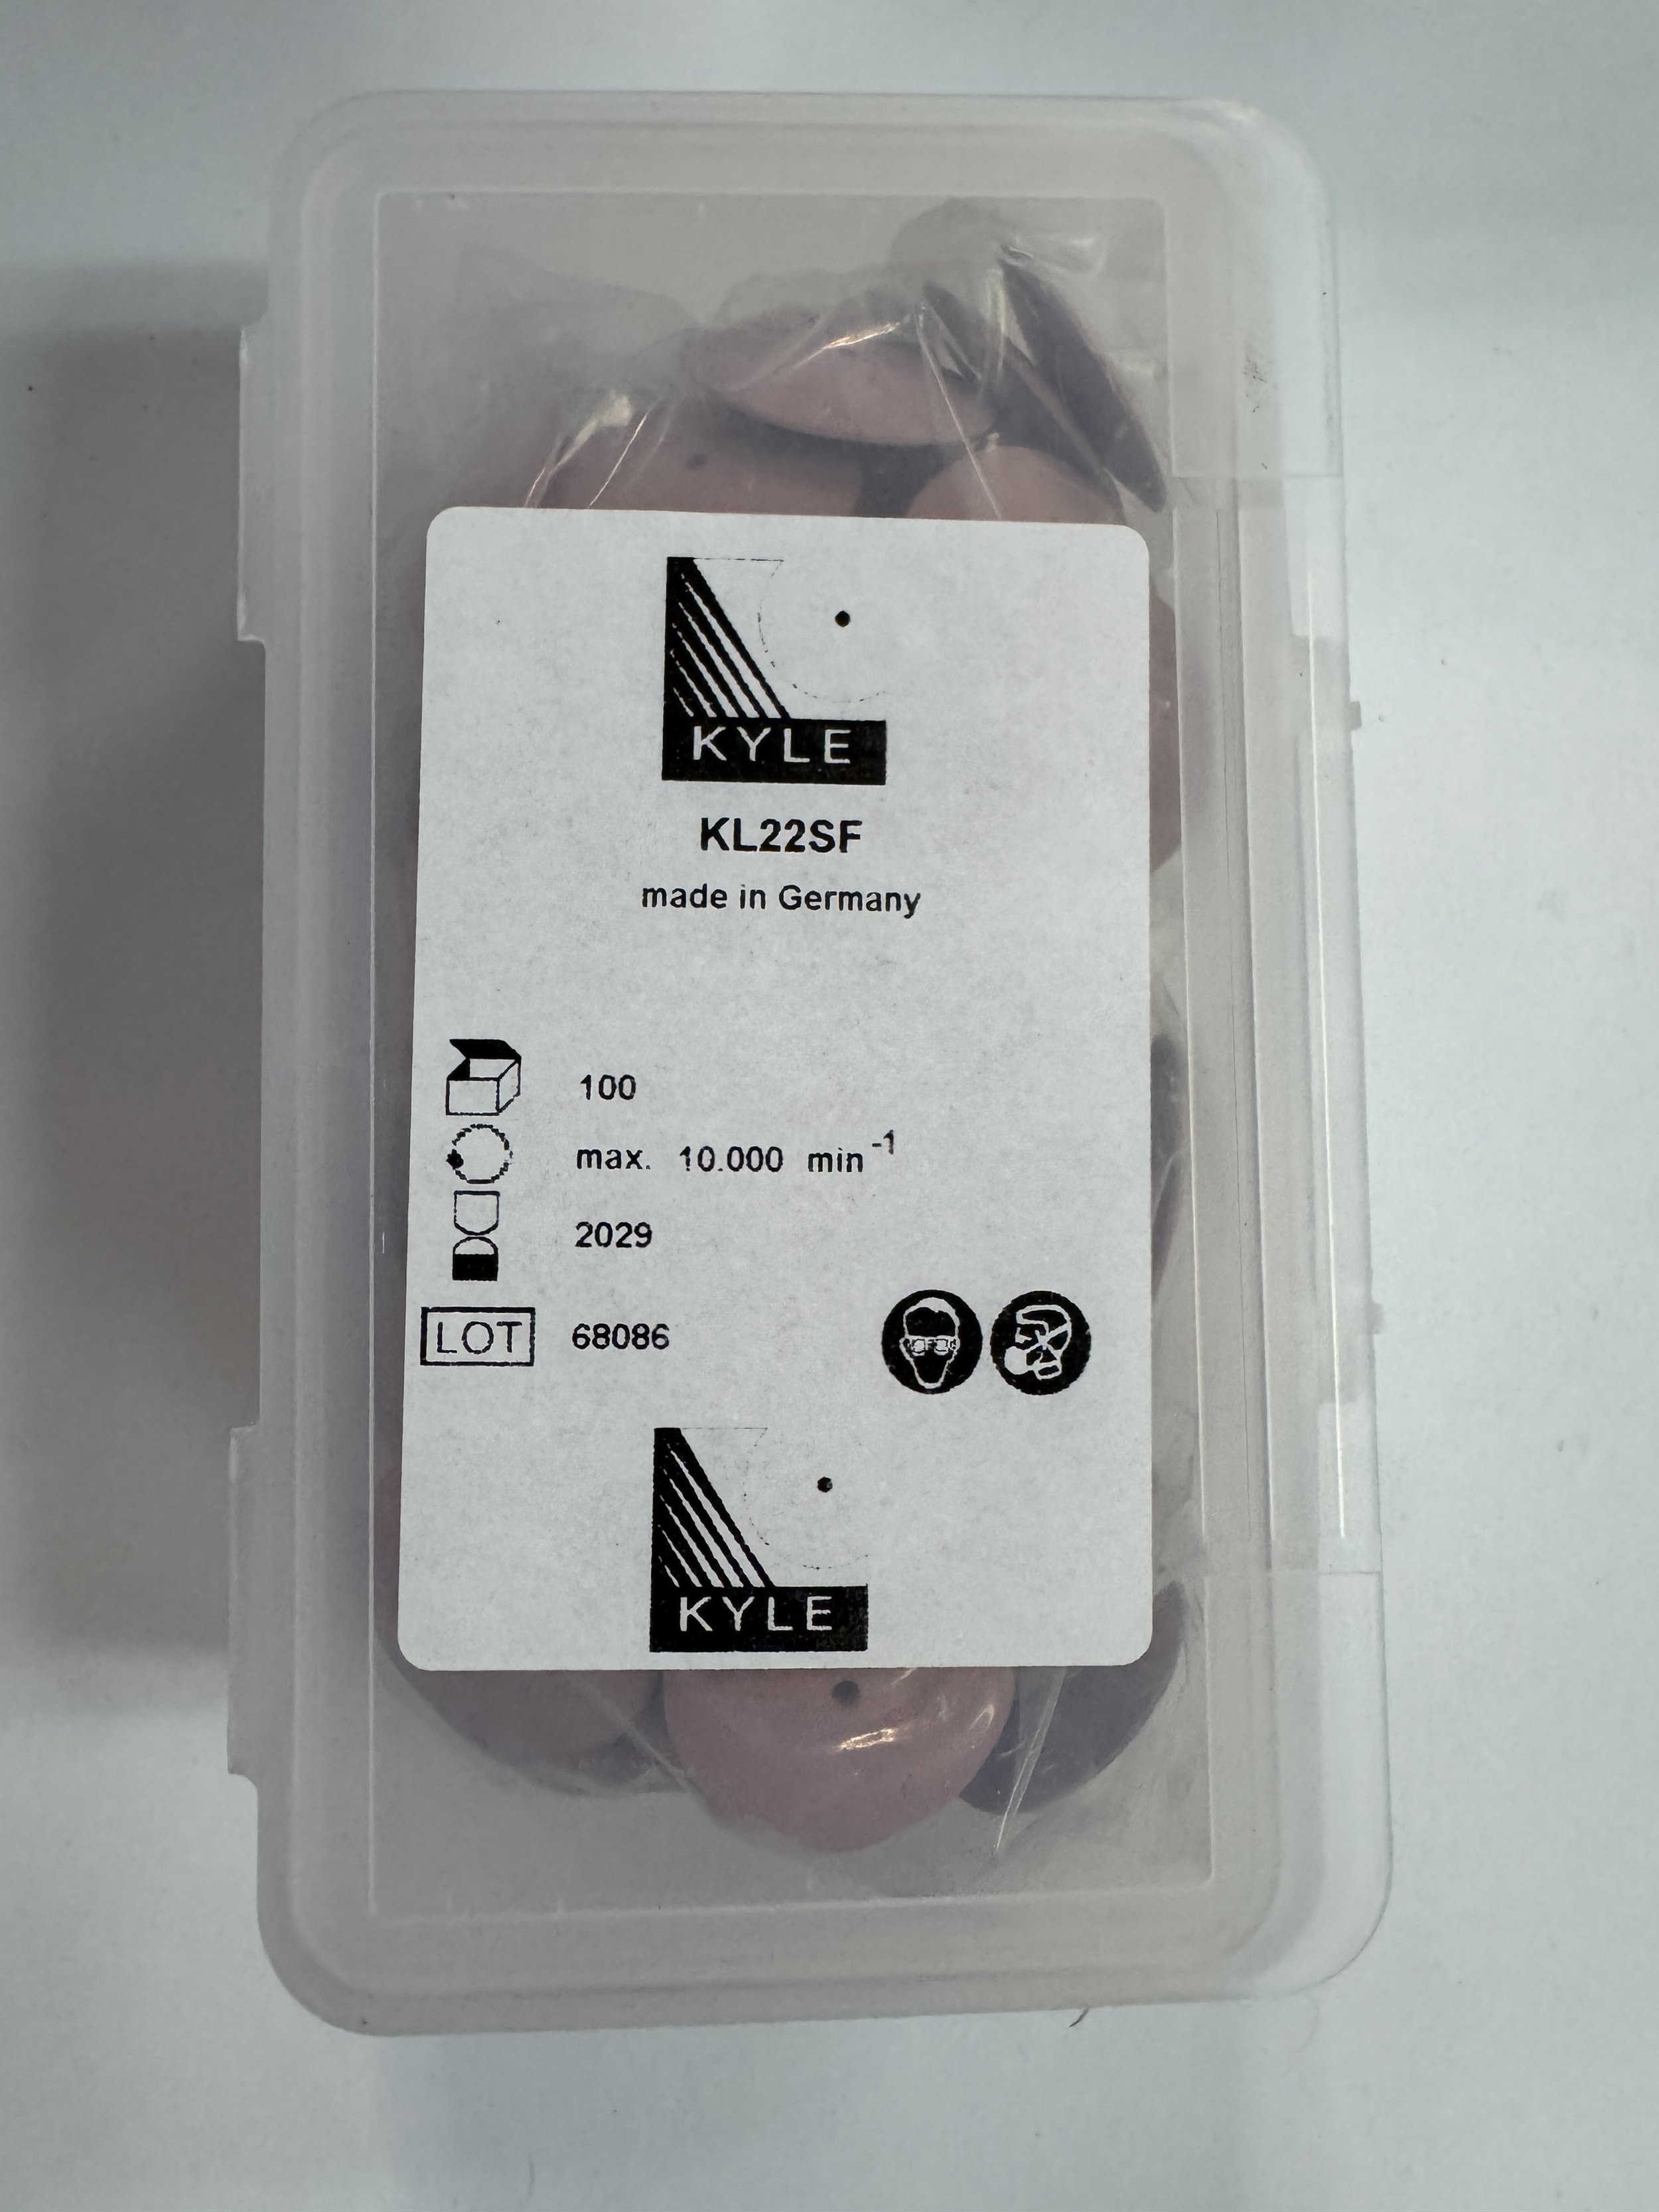 KYLE
KL22SF
made in Germany
100
max. 10.000 min⁻¹
2029
LOT 68086
KYLE